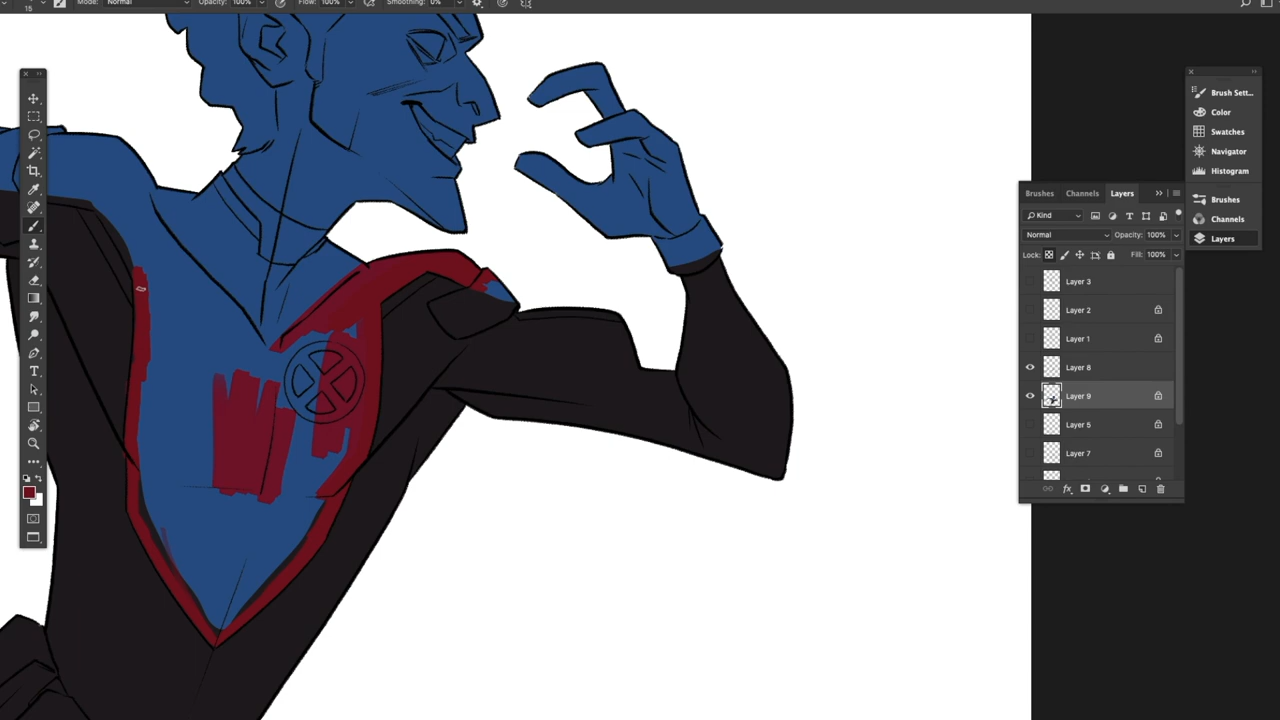 15 Mode: Normal Opacity: 100% Flow: 100% Smoothing: 0%
Brush Sett...
Color
Swatches
Navigator
Histogram
Brushes
Channels
Layers
Brushes Channels Layers
Kind
Normal Opacity: 100%
Lock: Fill: 100%
Layer 3
Layer 2
Layer 1
Layer 8
Layer 9
Layer 5
Layer 7
fx